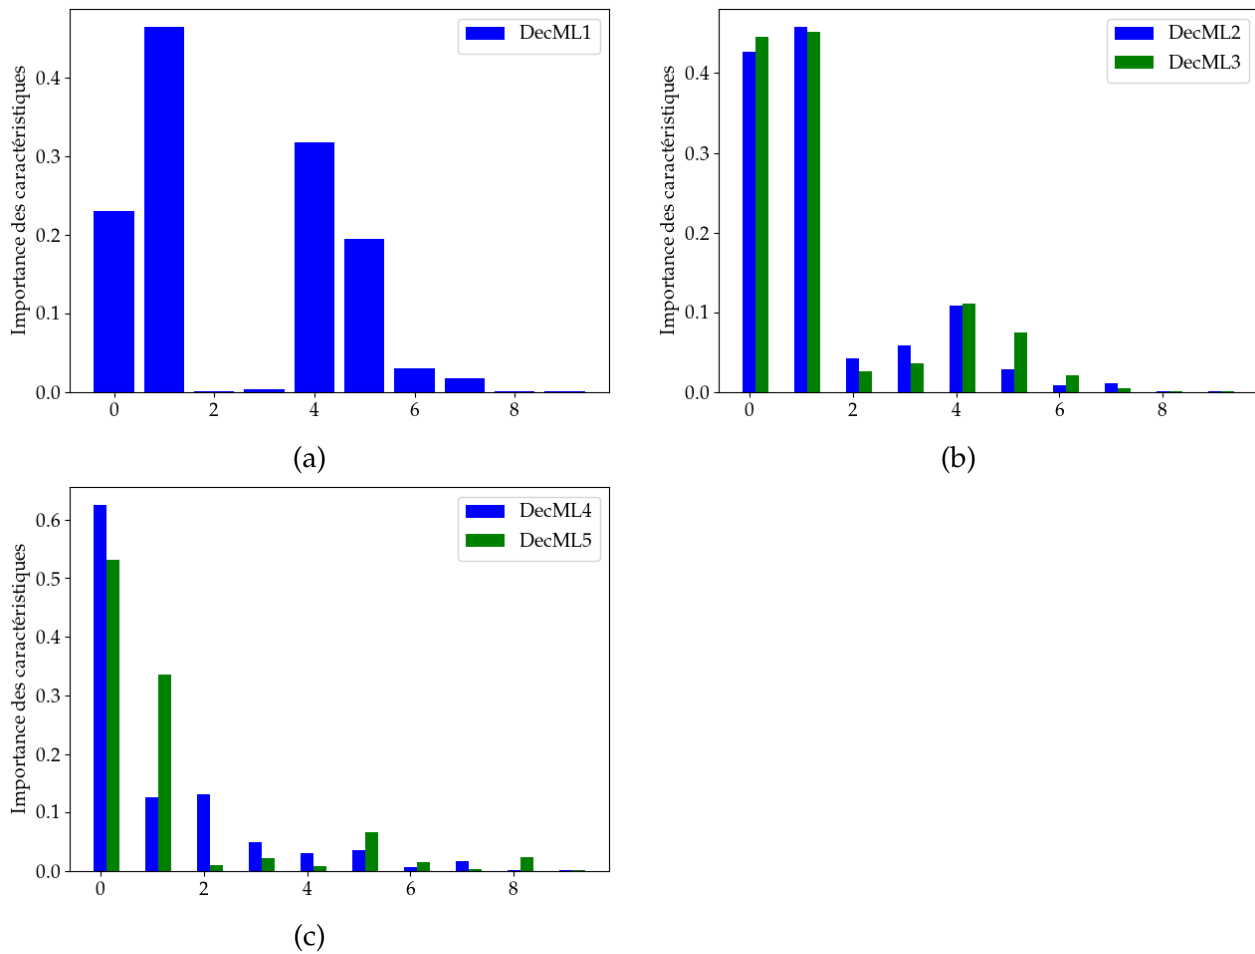 DecML1
Importance des caractéristiques
0.4
0.3
0.2
0.1
0.0
0 2 4 6 8
(a)
DecML2
DecML3
Importance des caractéristiques
0.4
0.3
0.2
0.1
0.0
0 2 4 6 8
(b)
DecML4
DecML5
Importance des caractéristiques
0.6
0.5
0.4
0.3
0.2
0.1
0.0
0 2 4 6 8
(c)